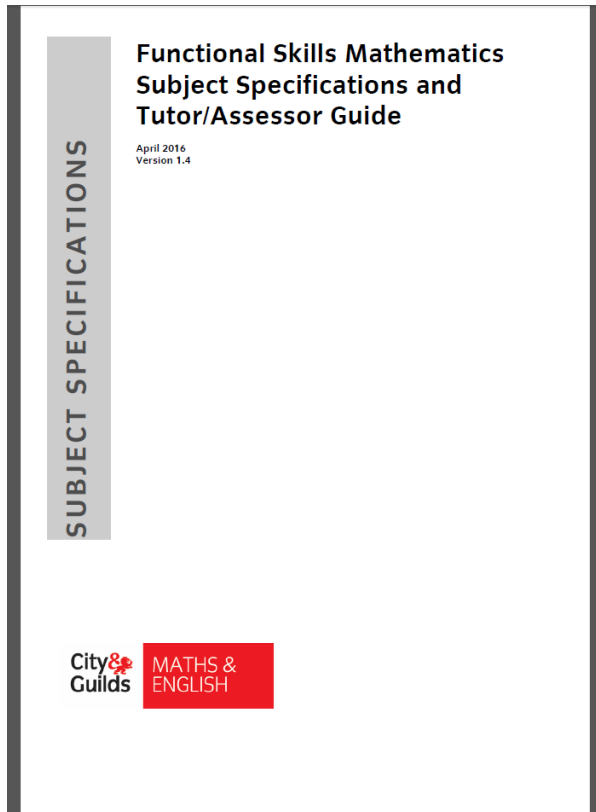 Functional Skills Mathematics
Subject Specifications and
Tutor/Assessor Guide
April 2016
Version 1.4
SUBJECT SPECIFICATIONS
City&
Guilds
MATHS &
ENGLISH